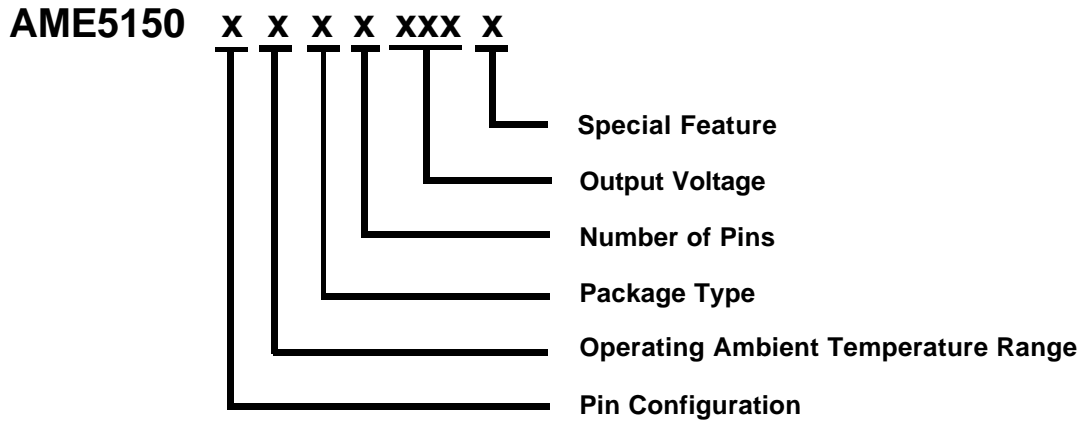 AME5150 x x x x xxx x
Special Feature
Output Voltage
Number of Pins
Package Type
Operating Ambient Temperature Range
Pin Configuration